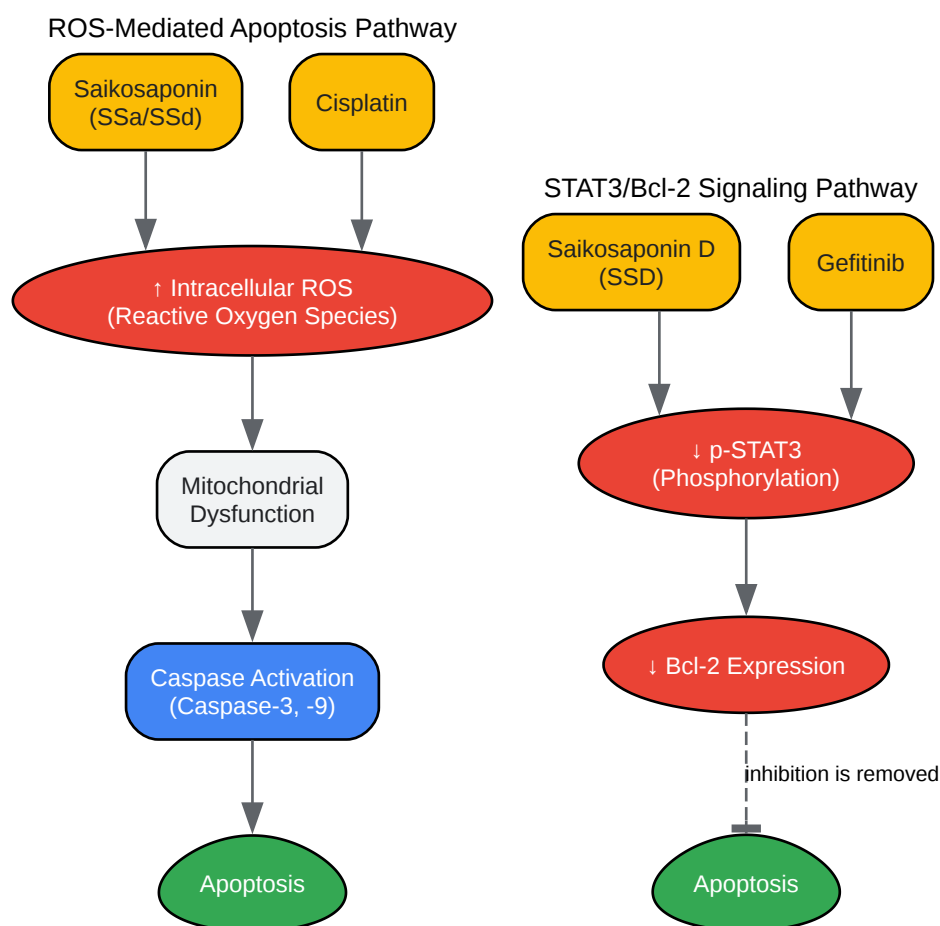 ROS-Mediated Apoptosis Pathway
Saikosaponin
(SSa/SSd)
Cisplatin
↑ Intracellular ROS
(Reactive Oxygen Species)
Mitochondrial
Dysfunction
Caspase Activation
(Caspase-3, -9)
Apoptosis
STAT3/Bcl-2 Signaling Pathway
Saikosaponin D
(SSD)
Gefitinib
↓ p-STAT3
(Phosphorylation)
↓ Bcl-2 Expression
inhibition is removed
Apoptosis